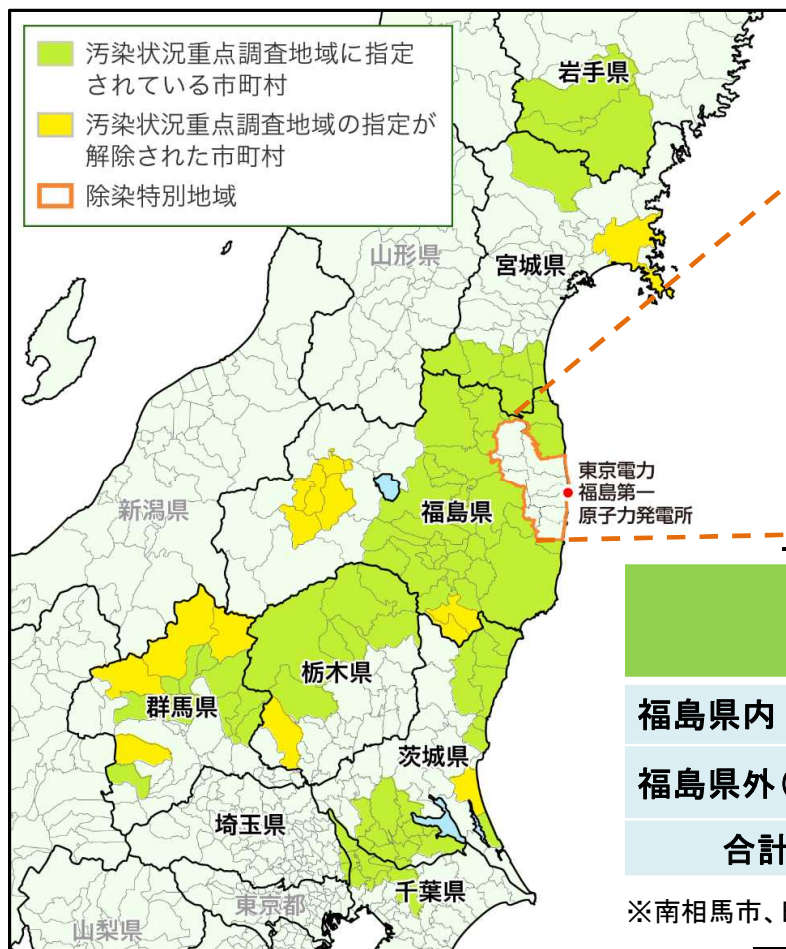 汚染状況重点調査地域に指定
されている市町村
汚染状況重点調査地域の指定が
解除された市町村
除染特別地域
岩手県
山形県
宮城県
東京電力
福島第一
原子力発電所
新潟県
福島県
栃木県
群馬県
茨城県
埼玉県
千葉県
東京都
山梨県
福島県内
福島県外(
合計
※南相馬市、